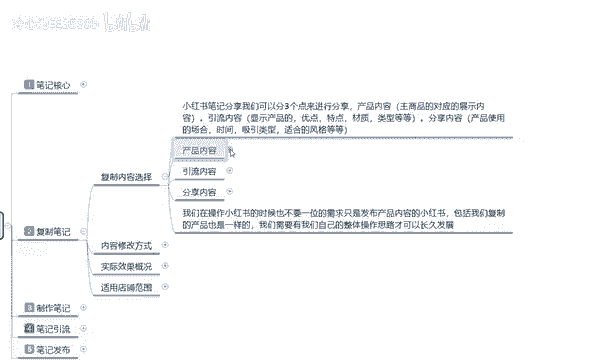 1 笔记核心
小红书笔记分享我们可以分3个点来进行分享，产品内容（主商品的对应的展示内
容）。引流内容（显示产品的，优点，特点，材质，类型等等）。分享内容（产品使用
的场合，时间，吸引类型，适合的风格等等）
产品内容
复制内容选择
引流内容
分享内容
我们在操作小红书的时候也不要一位的需求只是发布产品内容的小红书，包括我们复制
的产品也是一样的，我们需要有我们自己的整体操作思路才可以长久发展
2 复制笔记
内容修改方式
实际效果概况
适用店铺范围
3 制作笔记
4 笔记引流
5 笔记发布